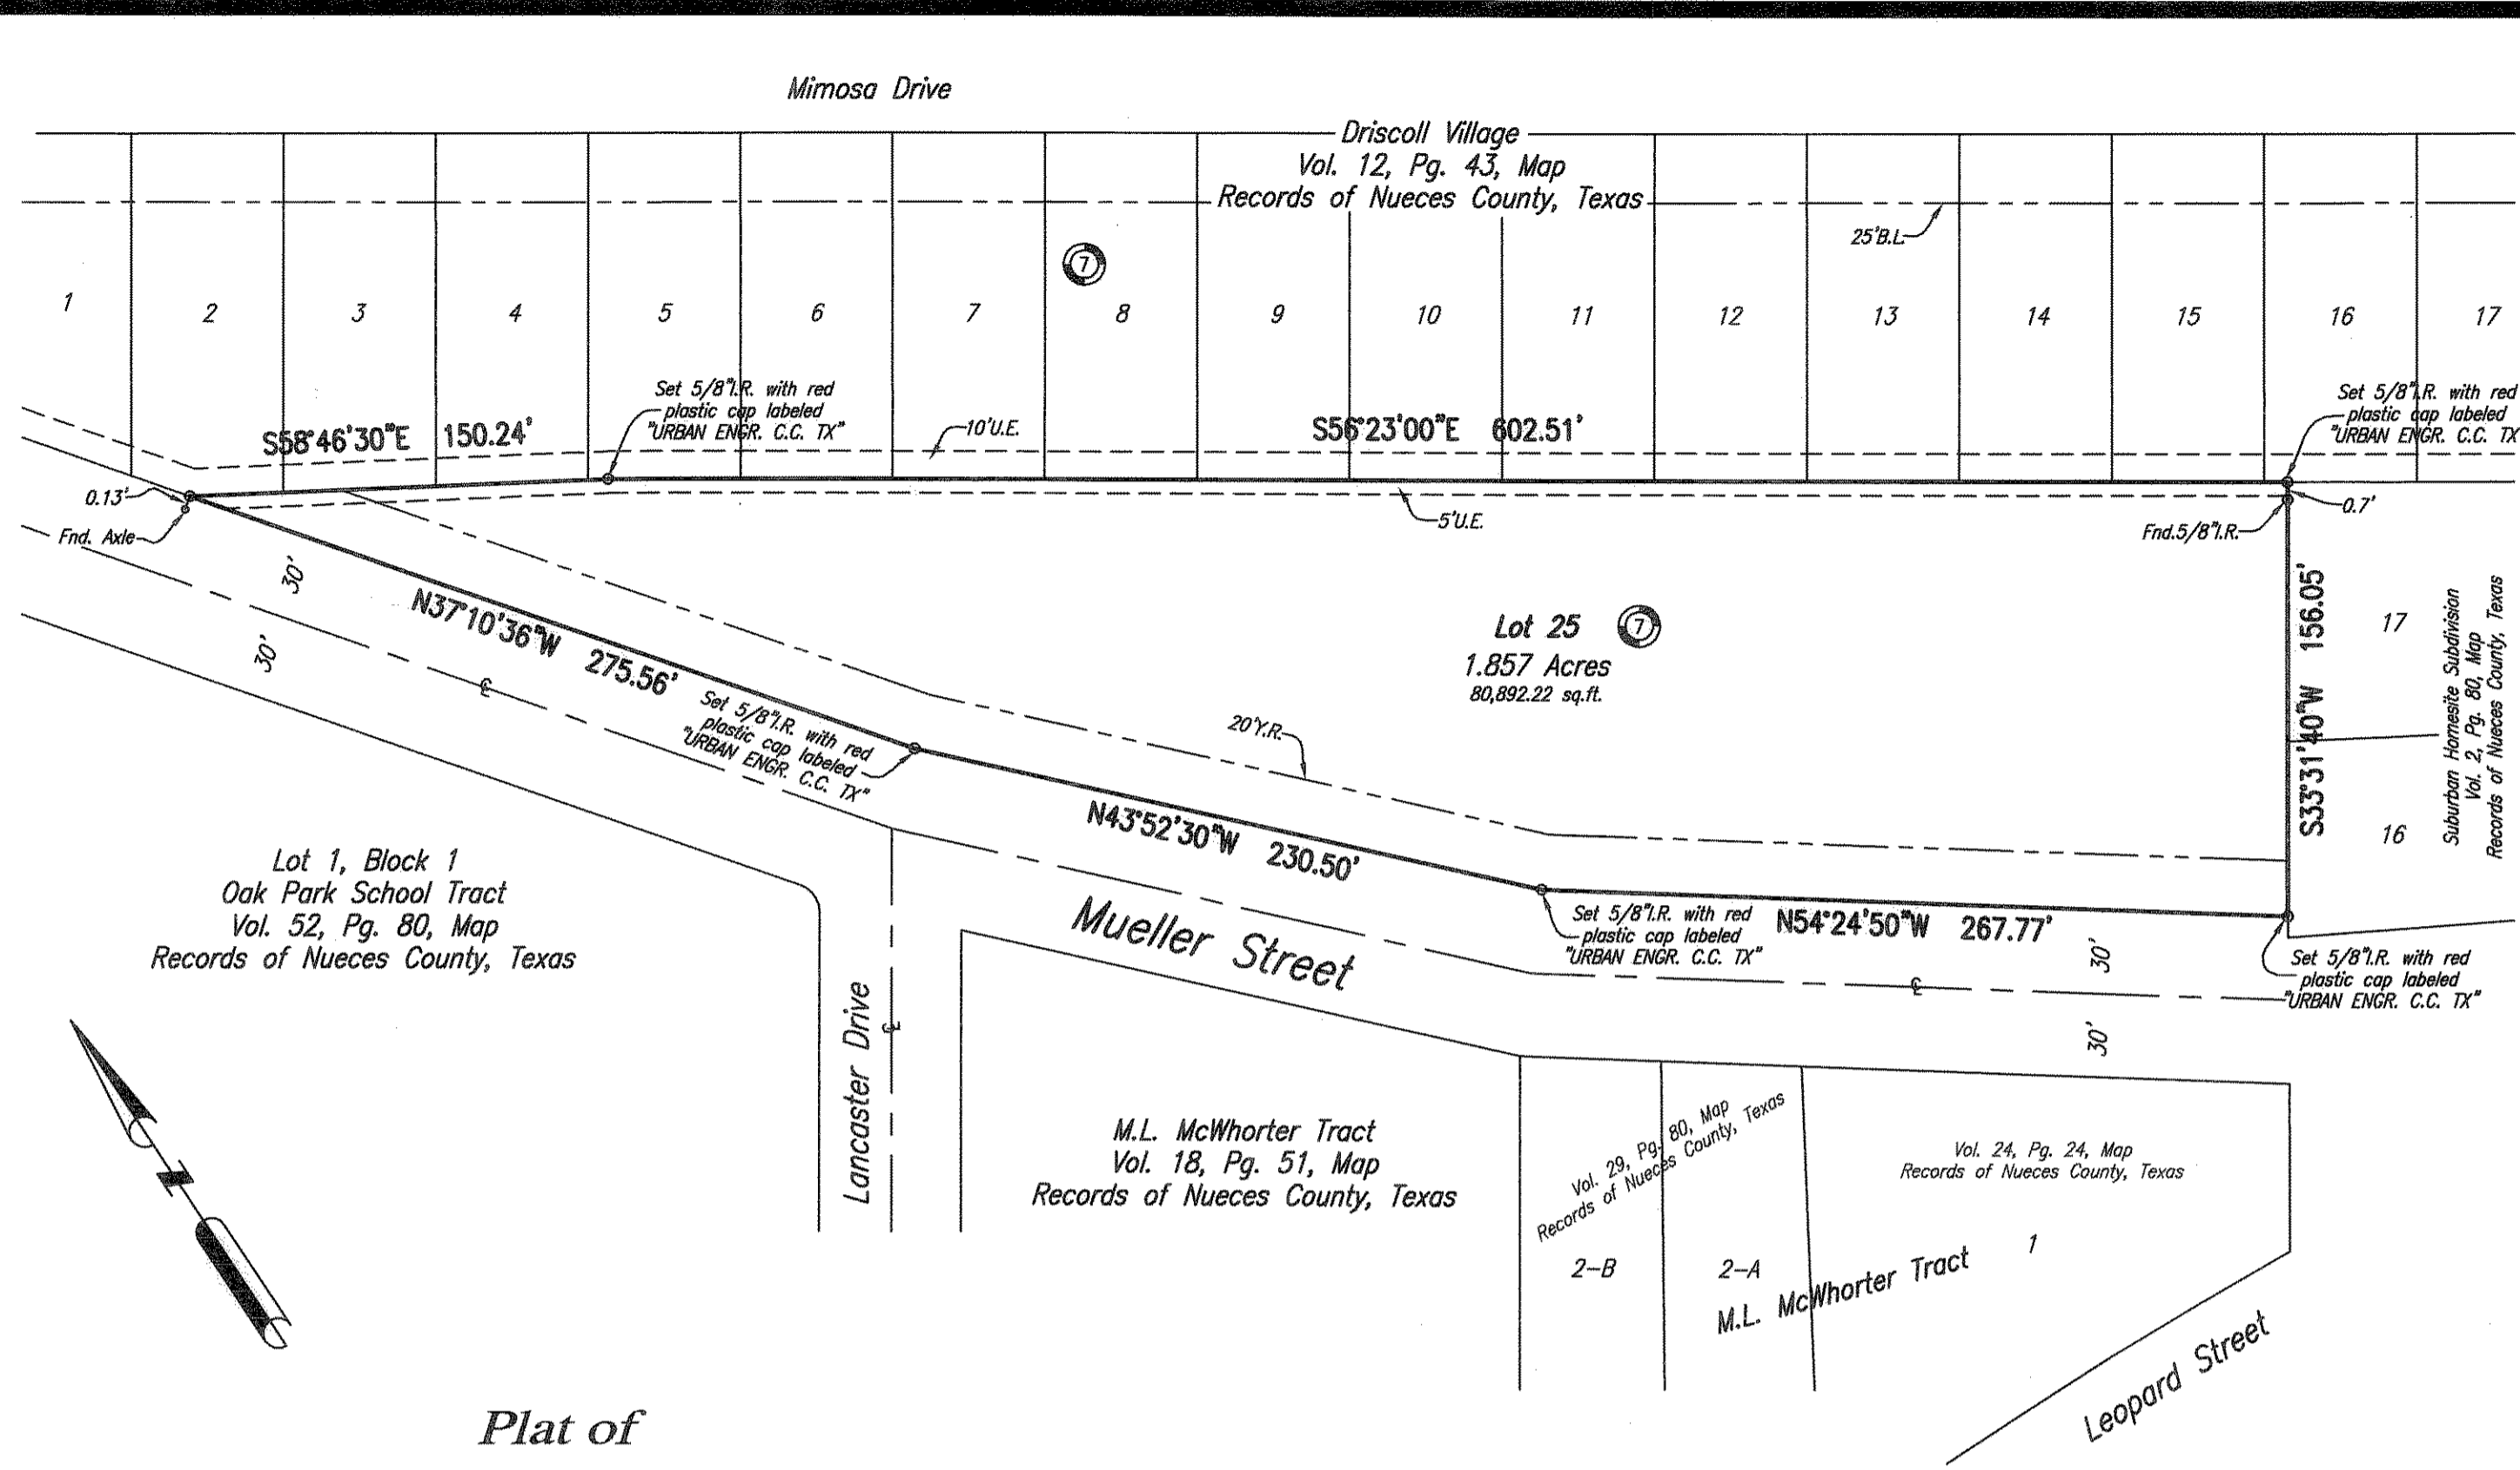 Mimosa Drive
Driscoll Village
Vol. 12, Pg. 43, Map
Records of Nueces County, Texas
25'B.L.
7
1
2
3
4
5
6
7
8
9
10
11
12
13
14
15
16
17
Set 5/8"I.R. with red
plastic cap labeled
"URBAN ENGR. C.C. TX"
Set 5/8"I.R. with red
plastic cap labeled
"URBAN ENGR. C.C. TX
S58°46'30"E 150.24'
10'U.E.
S56°23'00"E 602.51'
0.13'
Fnd. Axle
5'U.E.
0.7'
Fnd.5/8"I.R.
30'
30'
N37°10'36"W 275.56'
℄
Set 5/8"I.R. with red
plastic cap labeled
"URBAN ENGR. C.C. TX"
Lot 25 7
1.857 Acres
80,892.22 sq.ft.
20'Y.R.
S33°31'40"W 156.05'
17
16
Suburban Homesite Subdivision
Vol. 2, Pg. 80, Map
Records of Nueces County, Texas
N43°52'30"W 230.50'
Mueller Street
Set 5/8"I.R. with red
plastic cap labeled
"URBAN ENGR. C.C. TX"
N54°24'50"W 267.77'
30'
℄
30'
Set 5/8"I.R. with red
plastic cap labeled
"URBAN ENGR. C.C. TX"
Lot 1, Block 1
Oak Park School Tract
Vol. 52, Pg. 80, Map
Records of Nueces County, Texas
Lancaster Drive
℄
M.L. McWhorter Tract
Vol. 18, Pg. 51, Map
Records of Nueces County, Texas
Vol. 29, Pg. 80, Map
Records of Nueces County, Texas
2-B
2-A
Vol. 24, Pg. 24, Map
Records of Nueces County, Texas
1
M.L. McWhorter Tract
Leopard Street
N
Plat of